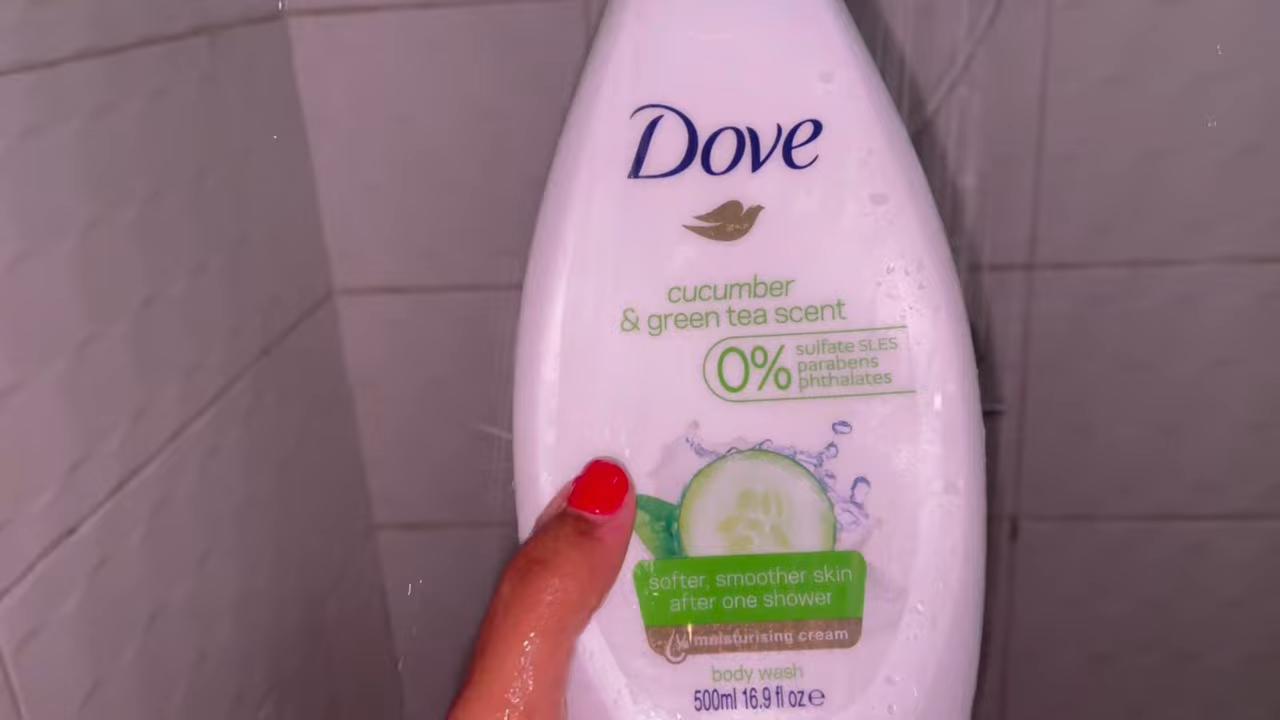 Dove
cucumber
& green tea scent
0%
sulfate SLES
parabens
phthalates
softer, smoother skin
after one shower
moisturising cream
body wash
500ml 16.9 fl oz e